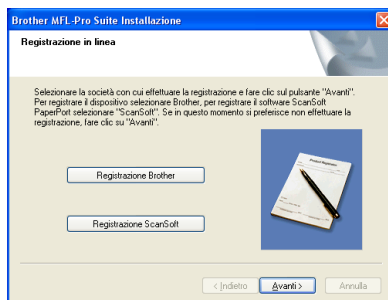 Brother MFL-Pro Suite Installazione
Registrazione in linea
Selezionare la società con cui effettuare la registrazione e fare clic sul pulsante "Avanti".
Per registrare il dispositivo selezionare Brother, per registrare il software ScanSoft
PaperPort selezionare "ScanSoft". Se in questo momento si preferisce non effettuare la
registrazione, fare clic su "Avanti".
Product Registration
Registrazione Brother
Registrazione ScanSoft
< Indietro
Avanti >
Annulla